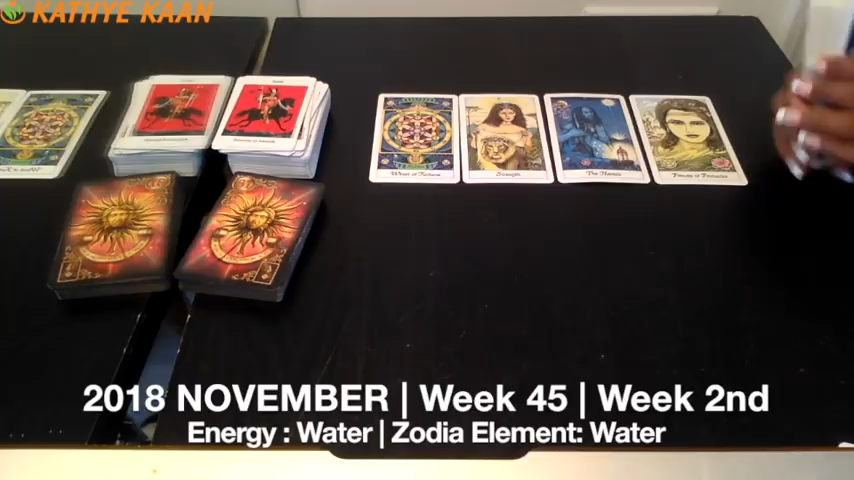 KATHYE KAAN
Wheel of Fortune
Strength
The Hermit
Princess of Pentacles
2018 NOVEMBER | Week 45 | Week 2nd
Energy : Water| Zodia Element: Water